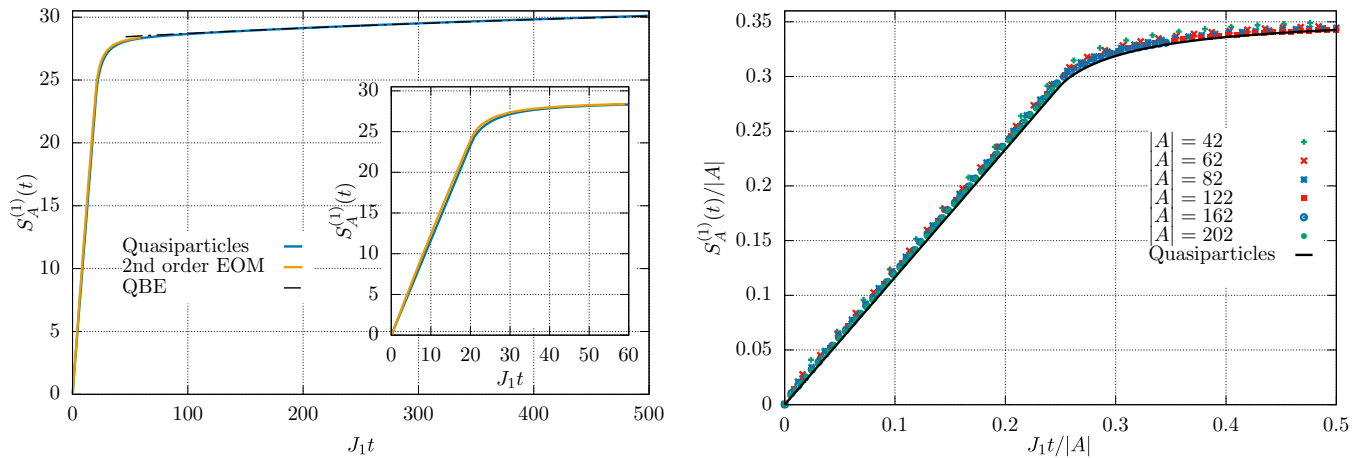 30
25
20
15
10
5
0
S_A^{(1)}(t)
0
100
200
300
400
500
J_1 t
Quasiparticles
2nd order EOM
QBE
30
25
20
15
10
5
0
S_A^{(1)}(t)
0
10
20
30
40
50
60
J_1 t
0.35
0.3
0.25
0.2
0.15
0.1
0.05
0
S_A^{(1)}(t)/|A|
0
0.1
0.2
0.3
0.4
0.5
J_1 t/|A|
|A| = 42
|A| = 62
|A| = 82
|A| = 122
|A| = 162
|A| = 202
Quasiparticles